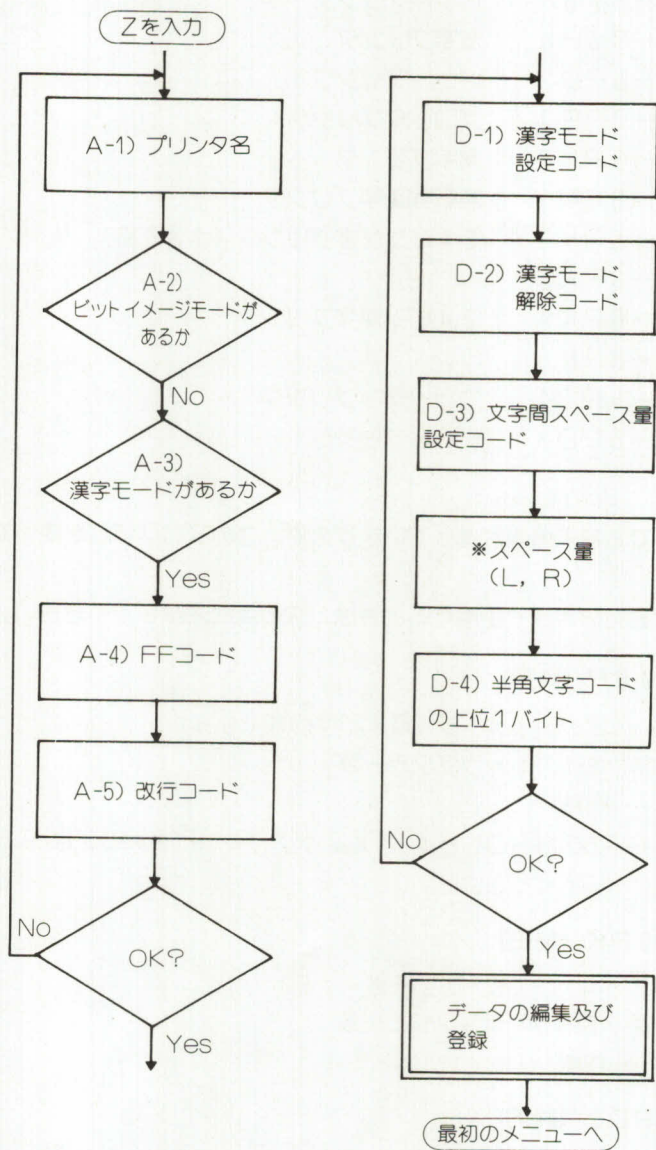 Zを入力
A-1) プリンタ名
A-2)
ビットイメージモードが
あるか
No
A-3)
漢字モードがあるか
Yes
A-4) FFコード
A-5) 改行コード
No
OK?
Yes
D-1) 漢字モード
設定コード
D-2) 漢字モード
解除コード
D-3) 文字間スペース量
設定コード
※スペース量
(L, R)
D-4) 半角文字コード
の上位1バイト
No
OK?
Yes
データの編集及び
登録
最初のメニューへ